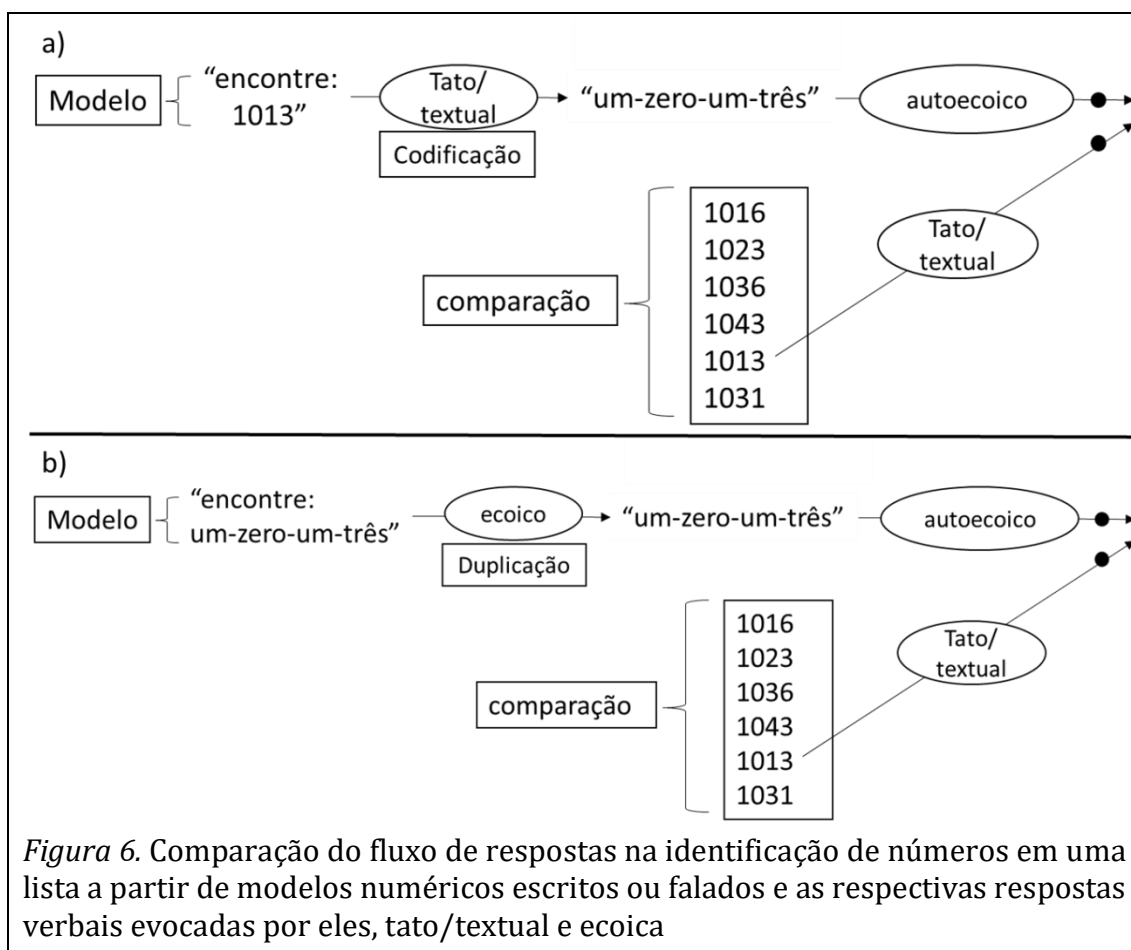 a)
Modelo
“encontre:
1013”
Tato/
textual
Codificação
“um-zero-um-três”
autoecoico
comparação
1016
1023
1036
1043
1013
1031
Tato/
textual
b)
Modelo
“encontre:
um-zero-um-três”
ecoico
Duplicação
“um-zero-um-três”
autoecoico
comparação
1016
1023
1036
1043
1013
1031
Tato/
textual
Figura 6. Comparação do fluxo de respostas na identificação de números em uma
lista a partir de modelos numéricos escritos ou falados e as respectivas respostas
verbais evocadas por eles, tato/textual e ecoica